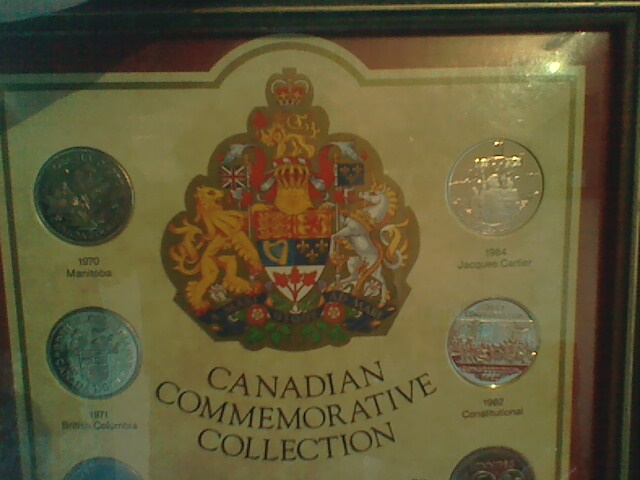 1970
Manitoba
1984
Jacques Cartier
1971
British Columbia
1982
Constitutional
CANADIAN
COMMEMORATIVE
COLLECTION